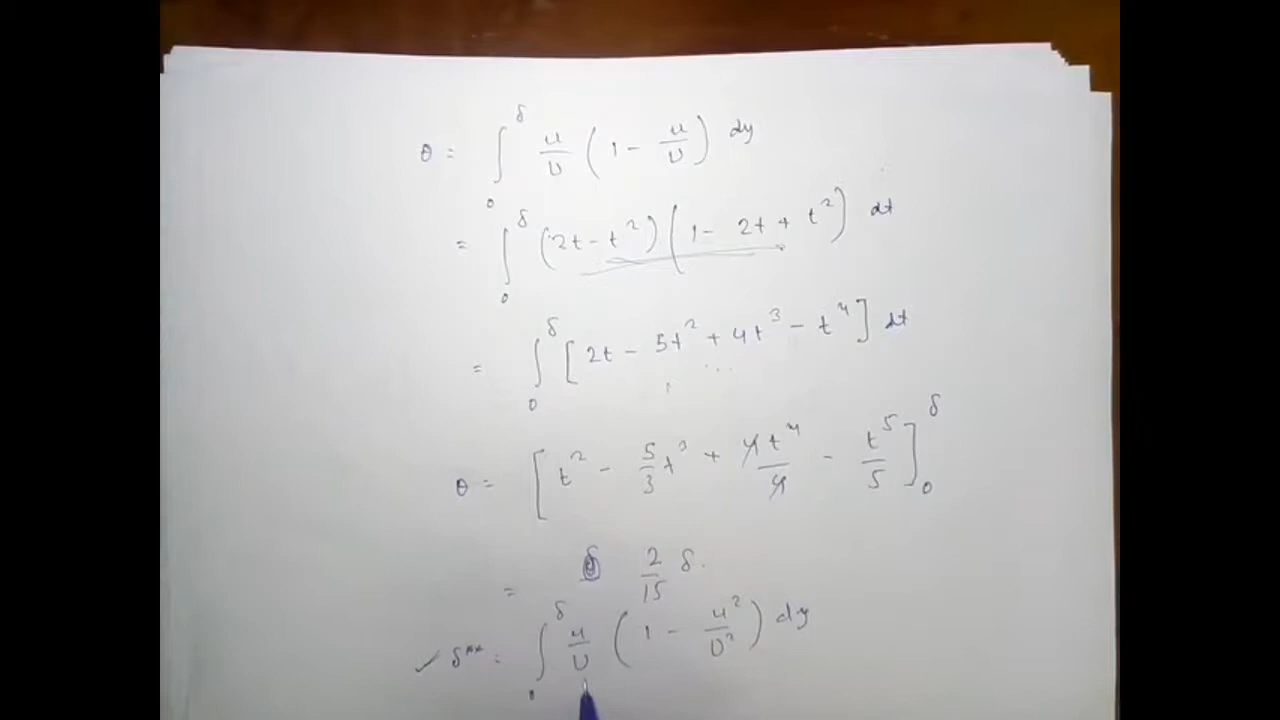 θ = ∫₀^δ u/U (1 - u/U) dy
= ∫₀^δ (2t - t²)(1 - 2t + t²) dt
= ∫₀^δ [2t - 5t² + 4t³ - t⁴] dt
θ = [t² - 5/3 t³ + 4t⁴/4 - t⁵/5]₀^δ
= 2/15 δ.
✓ δ** = ∫₀^δ u/U (1 - u²/U²) dy